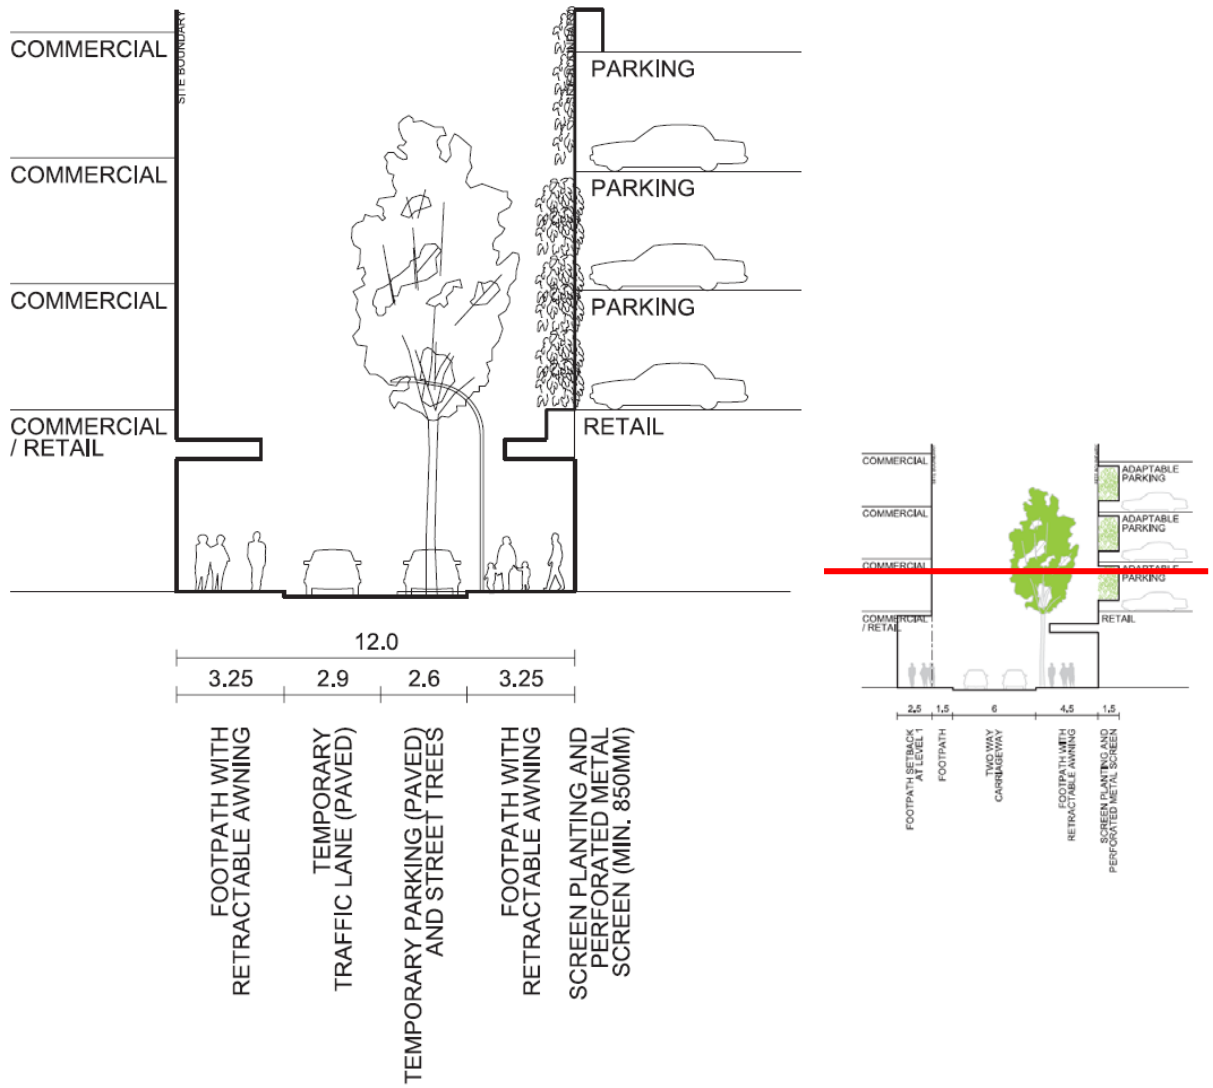 COMMERCIAL
COMMERCIAL
COMMERCIAL
COMMERCIAL
/ RETAIL
SITE BOUNDARY
PARKING
PARKING
PARKING
RETAIL
12.0
3.25
2.9
2.6
3.25
FOOTPATH WITH
RETRACTABLE AWNING
TEMPORARY
TRAFFIC LANE (PAVED)
TEMPORARY PARKING (PAVED)
AND STREET TREES
FOOTPATH WITH
RETRACTABLE AWNING
SCREEN PLANTING AND
PERFORATED METAL
SCREEN (MIN. 850MM)
COMMERCIAL
COMMERCIAL
COMMERCIAL
COMMERCIAL
/ RETAIL
ADAPTABLE
PARKING
ADAPTABLE
PARKING
ADAPTABLE
PARKING
RETAIL
2.5
1.5
6
4.5
1.5
FOOTPATH SETBACK
AT LEVEL 1
FOOTPATH
TWO WAY
CARRIAGEWAY
FOOTPATH WITH
RETRACTABLE AWNING
SCREEN PLANTING AND
PERFORATED METAL SCREEN